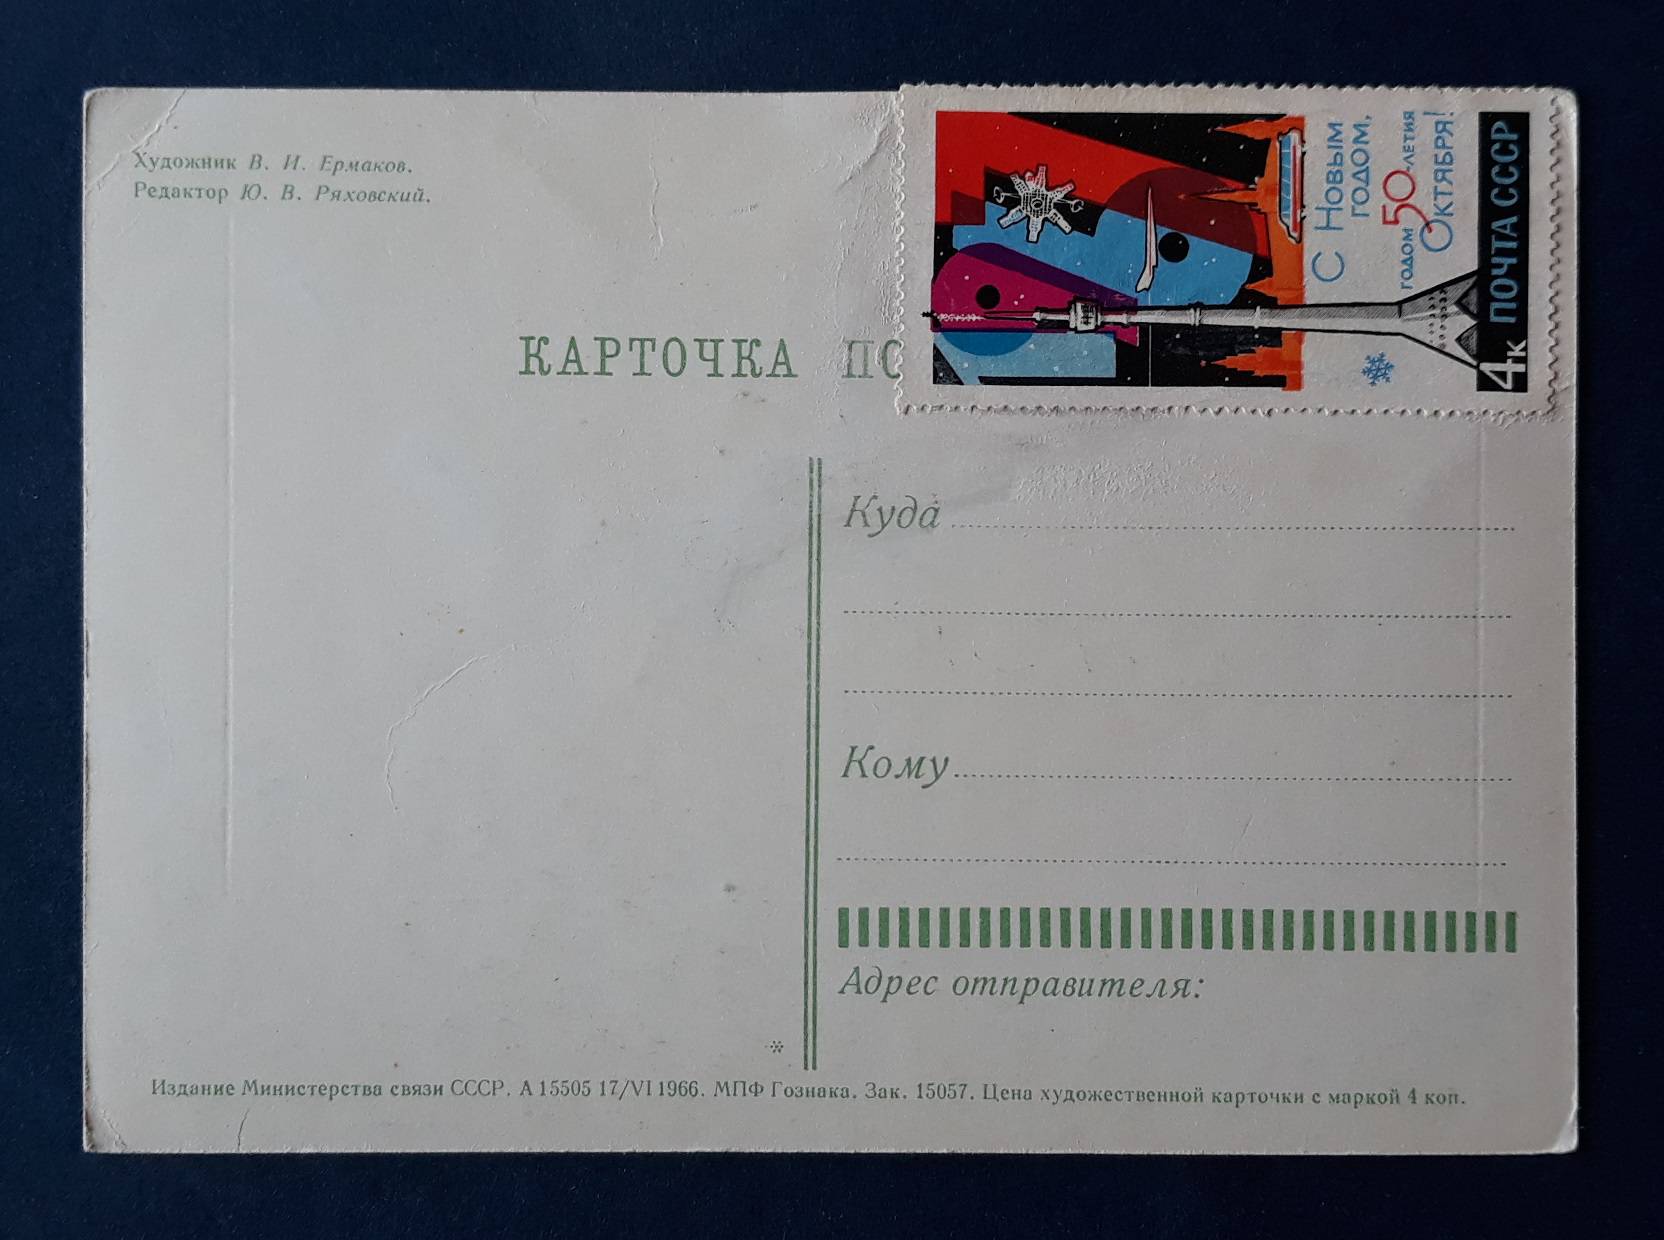 Художник В. И. Ермаков.
Редактор Ю. В. Ряховский.
С Новым
годом,
годом 50-летия
Октября!
ПОЧТА СССР
4к
КАРТОЧКА ПО
Куда
Кому
Адрес отправителя:
Издание Министерства связи СССР. А 15505 17/VI 1966. МПФ Гознака. Зак. 15057. Цена художественной карточки с маркой 4 коп.